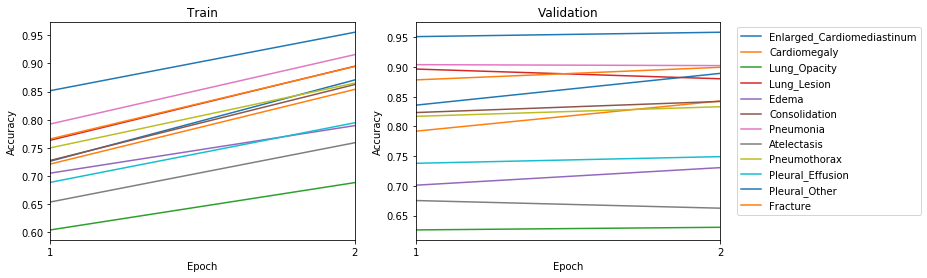 Train
Accuracy
0.95
0.90
0.85
0.80
0.75
0.70
0.65
0.60
1
2
Epoch
Validation
Accuracy
0.95
0.90
0.85
0.80
0.75
0.70
0.65
1
2
Epoch
Enlarged_Cardiomediastinum
Cardiomegaly
Lung_Opacity
Lung_Lesion
Edema
Consolidation
Pneumonia
Atelectasis
Pneumothorax
Pleural_Effusion
Pleural_Other
Fracture